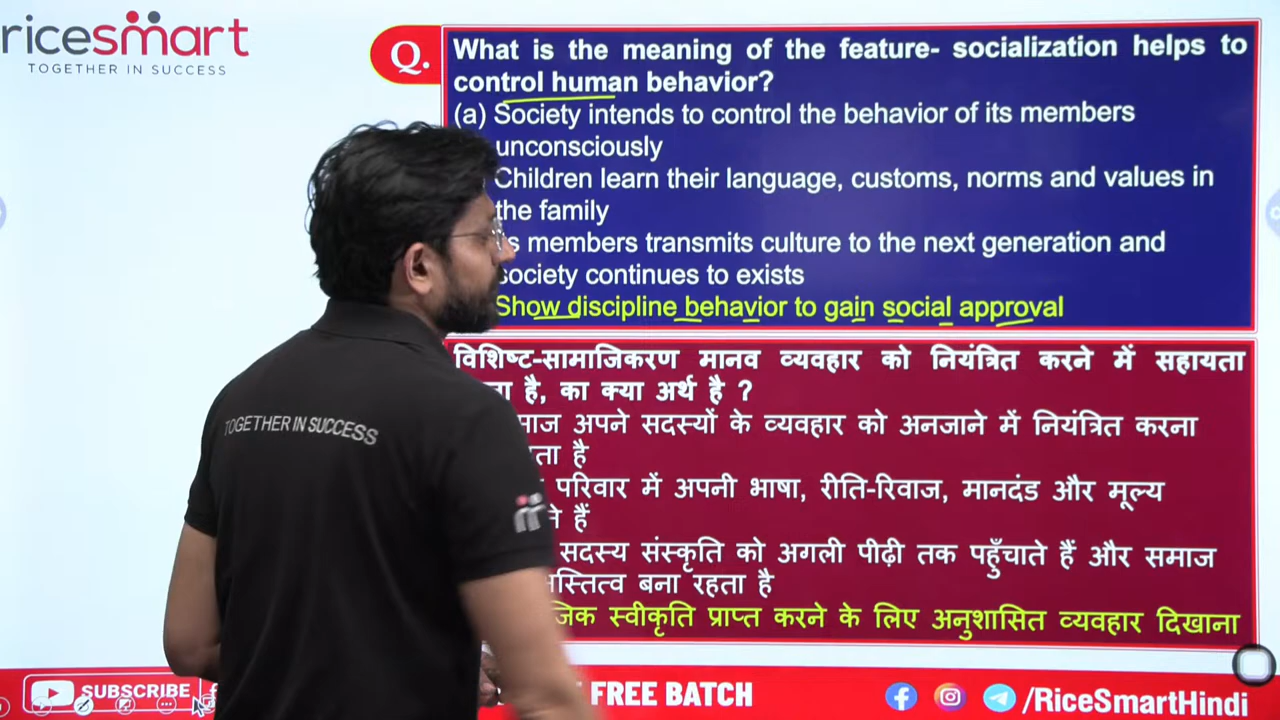 ricesmart
TOGETHER IN SUCCESS
Q.
What is the meaning of the feature- socialization helps to
control human behavior?
(a) Society intends to control the behavior of its members
unconsciously
Children learn their language, customs, norms and values in
the family
members transmits culture to the next generation and
society continues to exists
Show discipline behavior to gain social approval
विशिष्ट-सामाजिकरण मानव व्यवहार को नियंत्रित करने में सहायता
है, का क्या अर्थ है ?
अपने सदस्यों के व्यवहार को अनजाने में नियंत्रित करना
है
परिवार में अपनी भाषा, रीति-रिवाज, मानदंड और मूल्य
हैं
सदस्य संस्कृति को अगली पीढ़ी तक पहुँचाते हैं और समाज
बना रहता है
स्वीकृति प्राप्त करने के लिए अनुशासित व्यवहार दिखाना
TOGETHER IN SUCCESS
SUBSCRIBE
FREE BATCH
/RiceSmartHindi